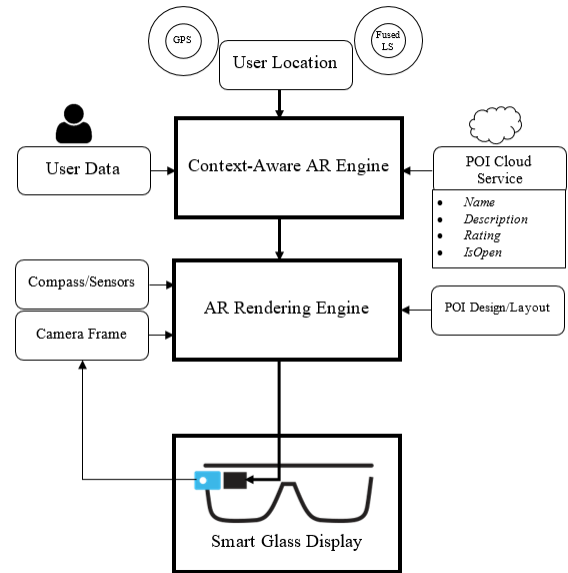 GPS
Fused
LS
User Location
User Data
Context-Aware AR Engine
POI Cloud
Service
• Name
• Description
• Rating
• IsOpen
Compass/Sensors
Camera Frame
AR Rendering Engine
POI Design/Layout
Smart Glass Display